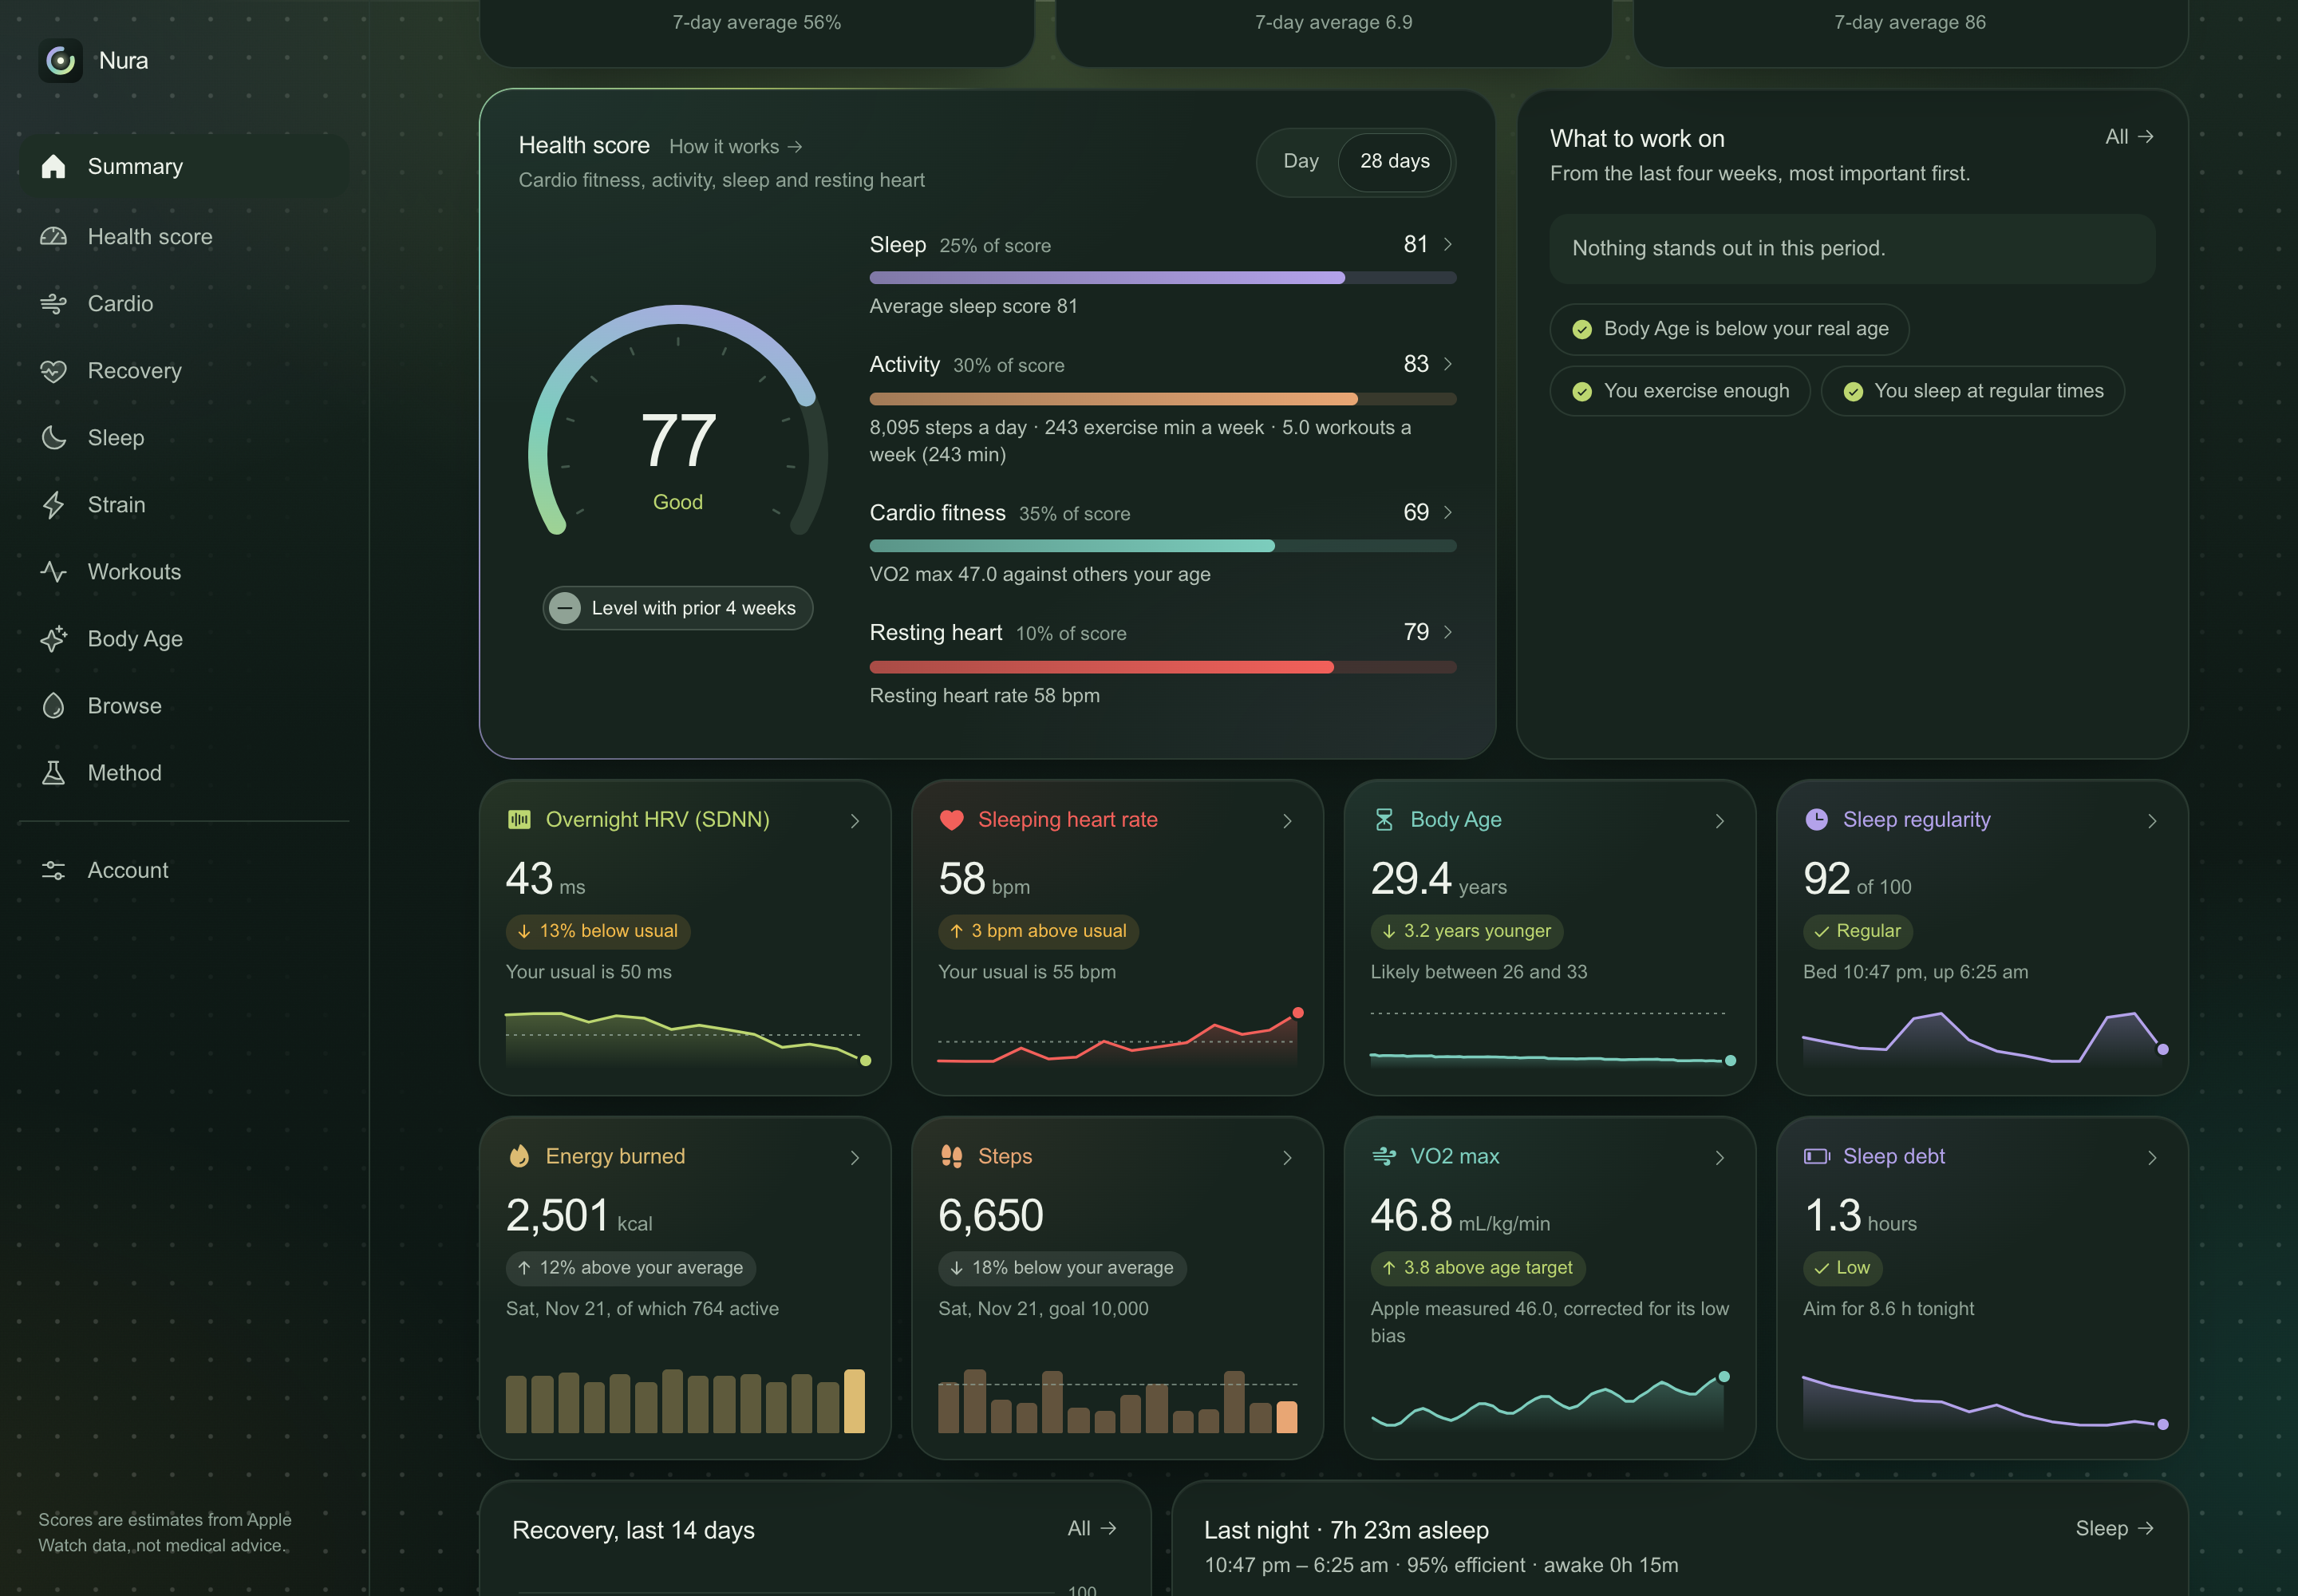 Nura
Summary
Health score
Cardio
Recovery
Sleep
Strain
Workouts
Body Age
Browse
Method
Account
Scores are estimates from Apple
Watch data, not medical advice.
7-day average 56%
7-day average 6.9
7-day average 86
Health score How it works →
Cardio fitness, activity, sleep and resting heart
Day 28 days
77
Good
Level with prior 4 weeks
Sleep 25% of score 81
Average sleep score 81
Activity 30% of score 83
8,095 steps a day · 243 exercise min a week · 5.0 workouts a
week (243 min)
Cardio fitness 35% of score 69
VO2 max 47.0 against others your age
Resting heart 10% of score 79
Resting heart rate 58 bpm
What to work on All →
From the last four weeks, most important first.
Nothing stands out in this period.
Body Age is below your real age
You exercise enough
You sleep at regular times
Overnight HRV (SDNN)
43 ms
↓ 13% below usual
Your usual is 50 ms
Sleeping heart rate
58 bpm
↑ 3 bpm above usual
Your usual is 55 bpm
Body Age
29.4 years
↓ 3.2 years younger
Likely between 26 and 33
Sleep regularity
92 of 100
Regular
Bed 10:47 pm, up 6:25 am
Energy burned
2,501 kcal
↑ 12% above your average
Sat, Nov 21, of which 764 active
Steps
6,650
↓ 18% below your average
Sat, Nov 21, goal 10,000
VO2 max
46.8 mL/kg/min
↑ 3.8 above age target
Apple measured 46.0, corrected for its low
bias
Sleep debt
1.3 hours
Low
Aim for 8.6 h tonight
Recovery, last 14 days All →
100
Last night · 7h 23m asleep Sleep →
10:47 pm – 6:25 am · 95% efficient · awake 0h 15m